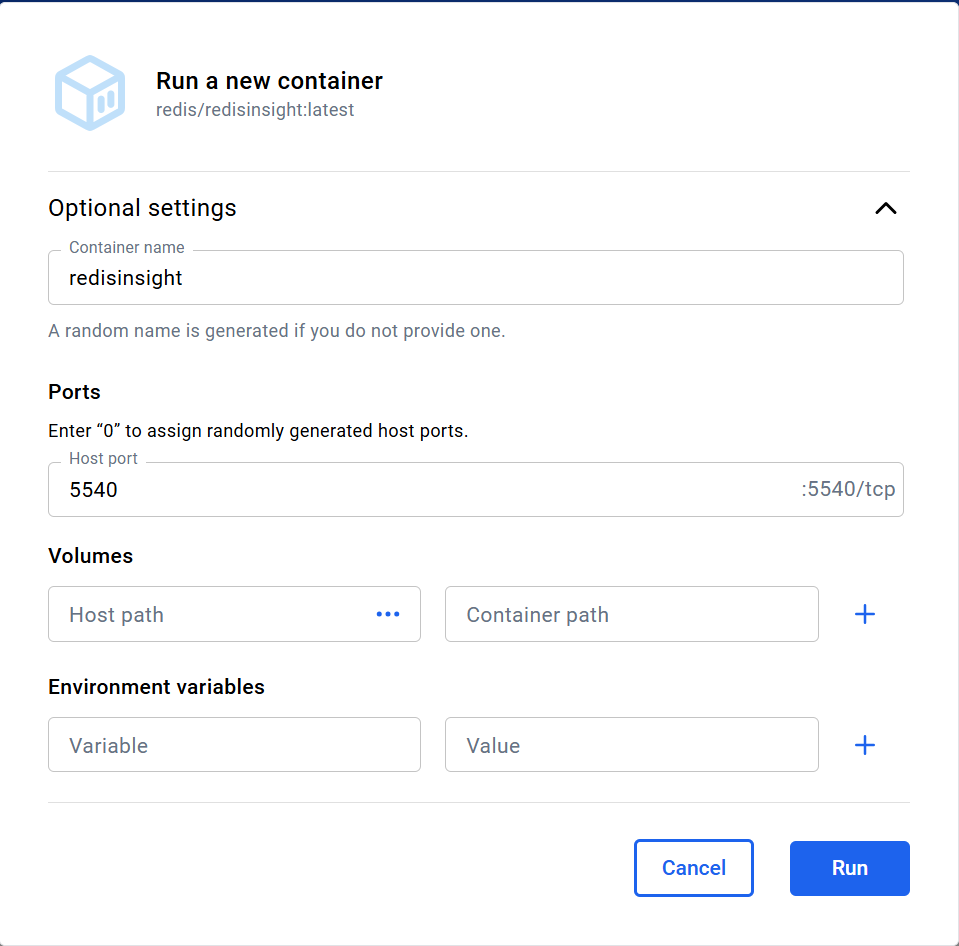 Run a new container
redis/redisinsight:latest
Optional settings
Container name
redisinsight
A random name is generated if you do not provide one.
Ports
Enter “0” to assign randomly generated host ports.
Host port
5540 :5540/tcp
Volumes
Host path ••• Container path +
Environment variables
Variable Value +
Cancel Run